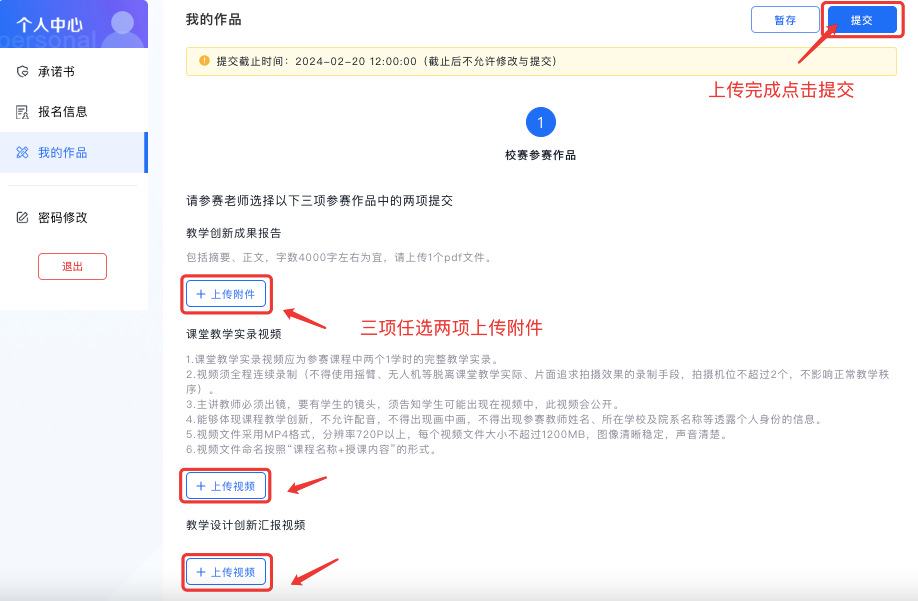 个人中心
personal
承诺书
报名信息
我的作品
密码修改
退出
我的作品
暂存
提交
提交截止时间：2024-02-20 12:00:00（截止后不允许修改与提交）
上传完成点击提交
1
校赛参赛作品
请参赛老师选择以下三项参赛作品中的两项提交
教学创新成果报告
包括摘要、正文，字数4000字左右为宜，请上传1个pdf文件。
+ 上传附件
三项任选两项上传附件
课堂教学实录视频
1.课堂教学实录视频应为参赛课程中两个1学时的完整教学实录。
2.视频须全程连续录制（不得使用摇臂、无人机等脱离课堂教学实际、片面追求拍摄效果的录制手段，拍摄机位不超过2个，不影响正常教学秩
序）。
3.主讲教师必须出镜，要有学生的镜头，须告知学生可能出现在视频中，此视频会公开。
4.能够体现课程教学创新，不允许配音，不得出现画中画，不得出现参赛教师姓名、所在学校及院系名称等透露个人身份的信息。
5.视频文件采用MP4格式，分辨率720P以上，每个视频文件大小不超过1200MB，图像清晰稳定，声音清楚。
6.视频文件命名按照“课程名称+授课内容”的形式。
+ 上传视频
教学设计创新汇报视频
+ 上传视频